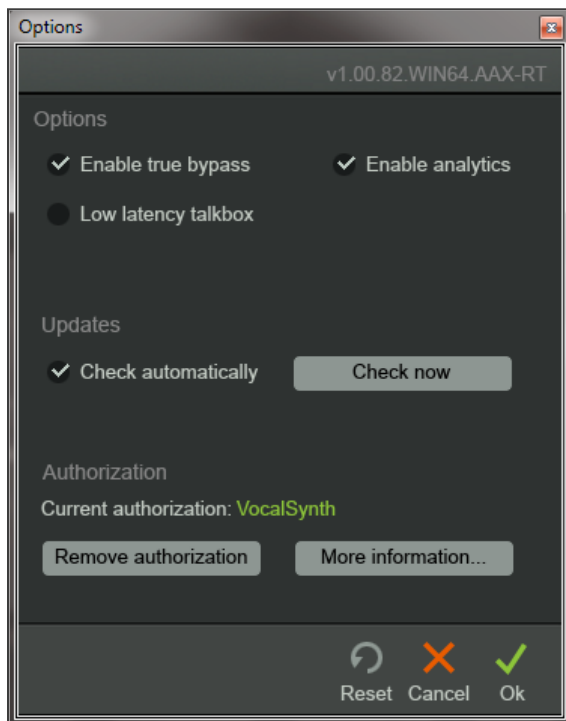 Options
v1.00.82.WIN64.AAX-RT
Options
Enable true bypass Enable analytics
Low latency talkbox
Updates
Check automatically Check now
Authorization
Current authorization: VocalSynth
Remove authorization More information...
Reset Cancel Ok